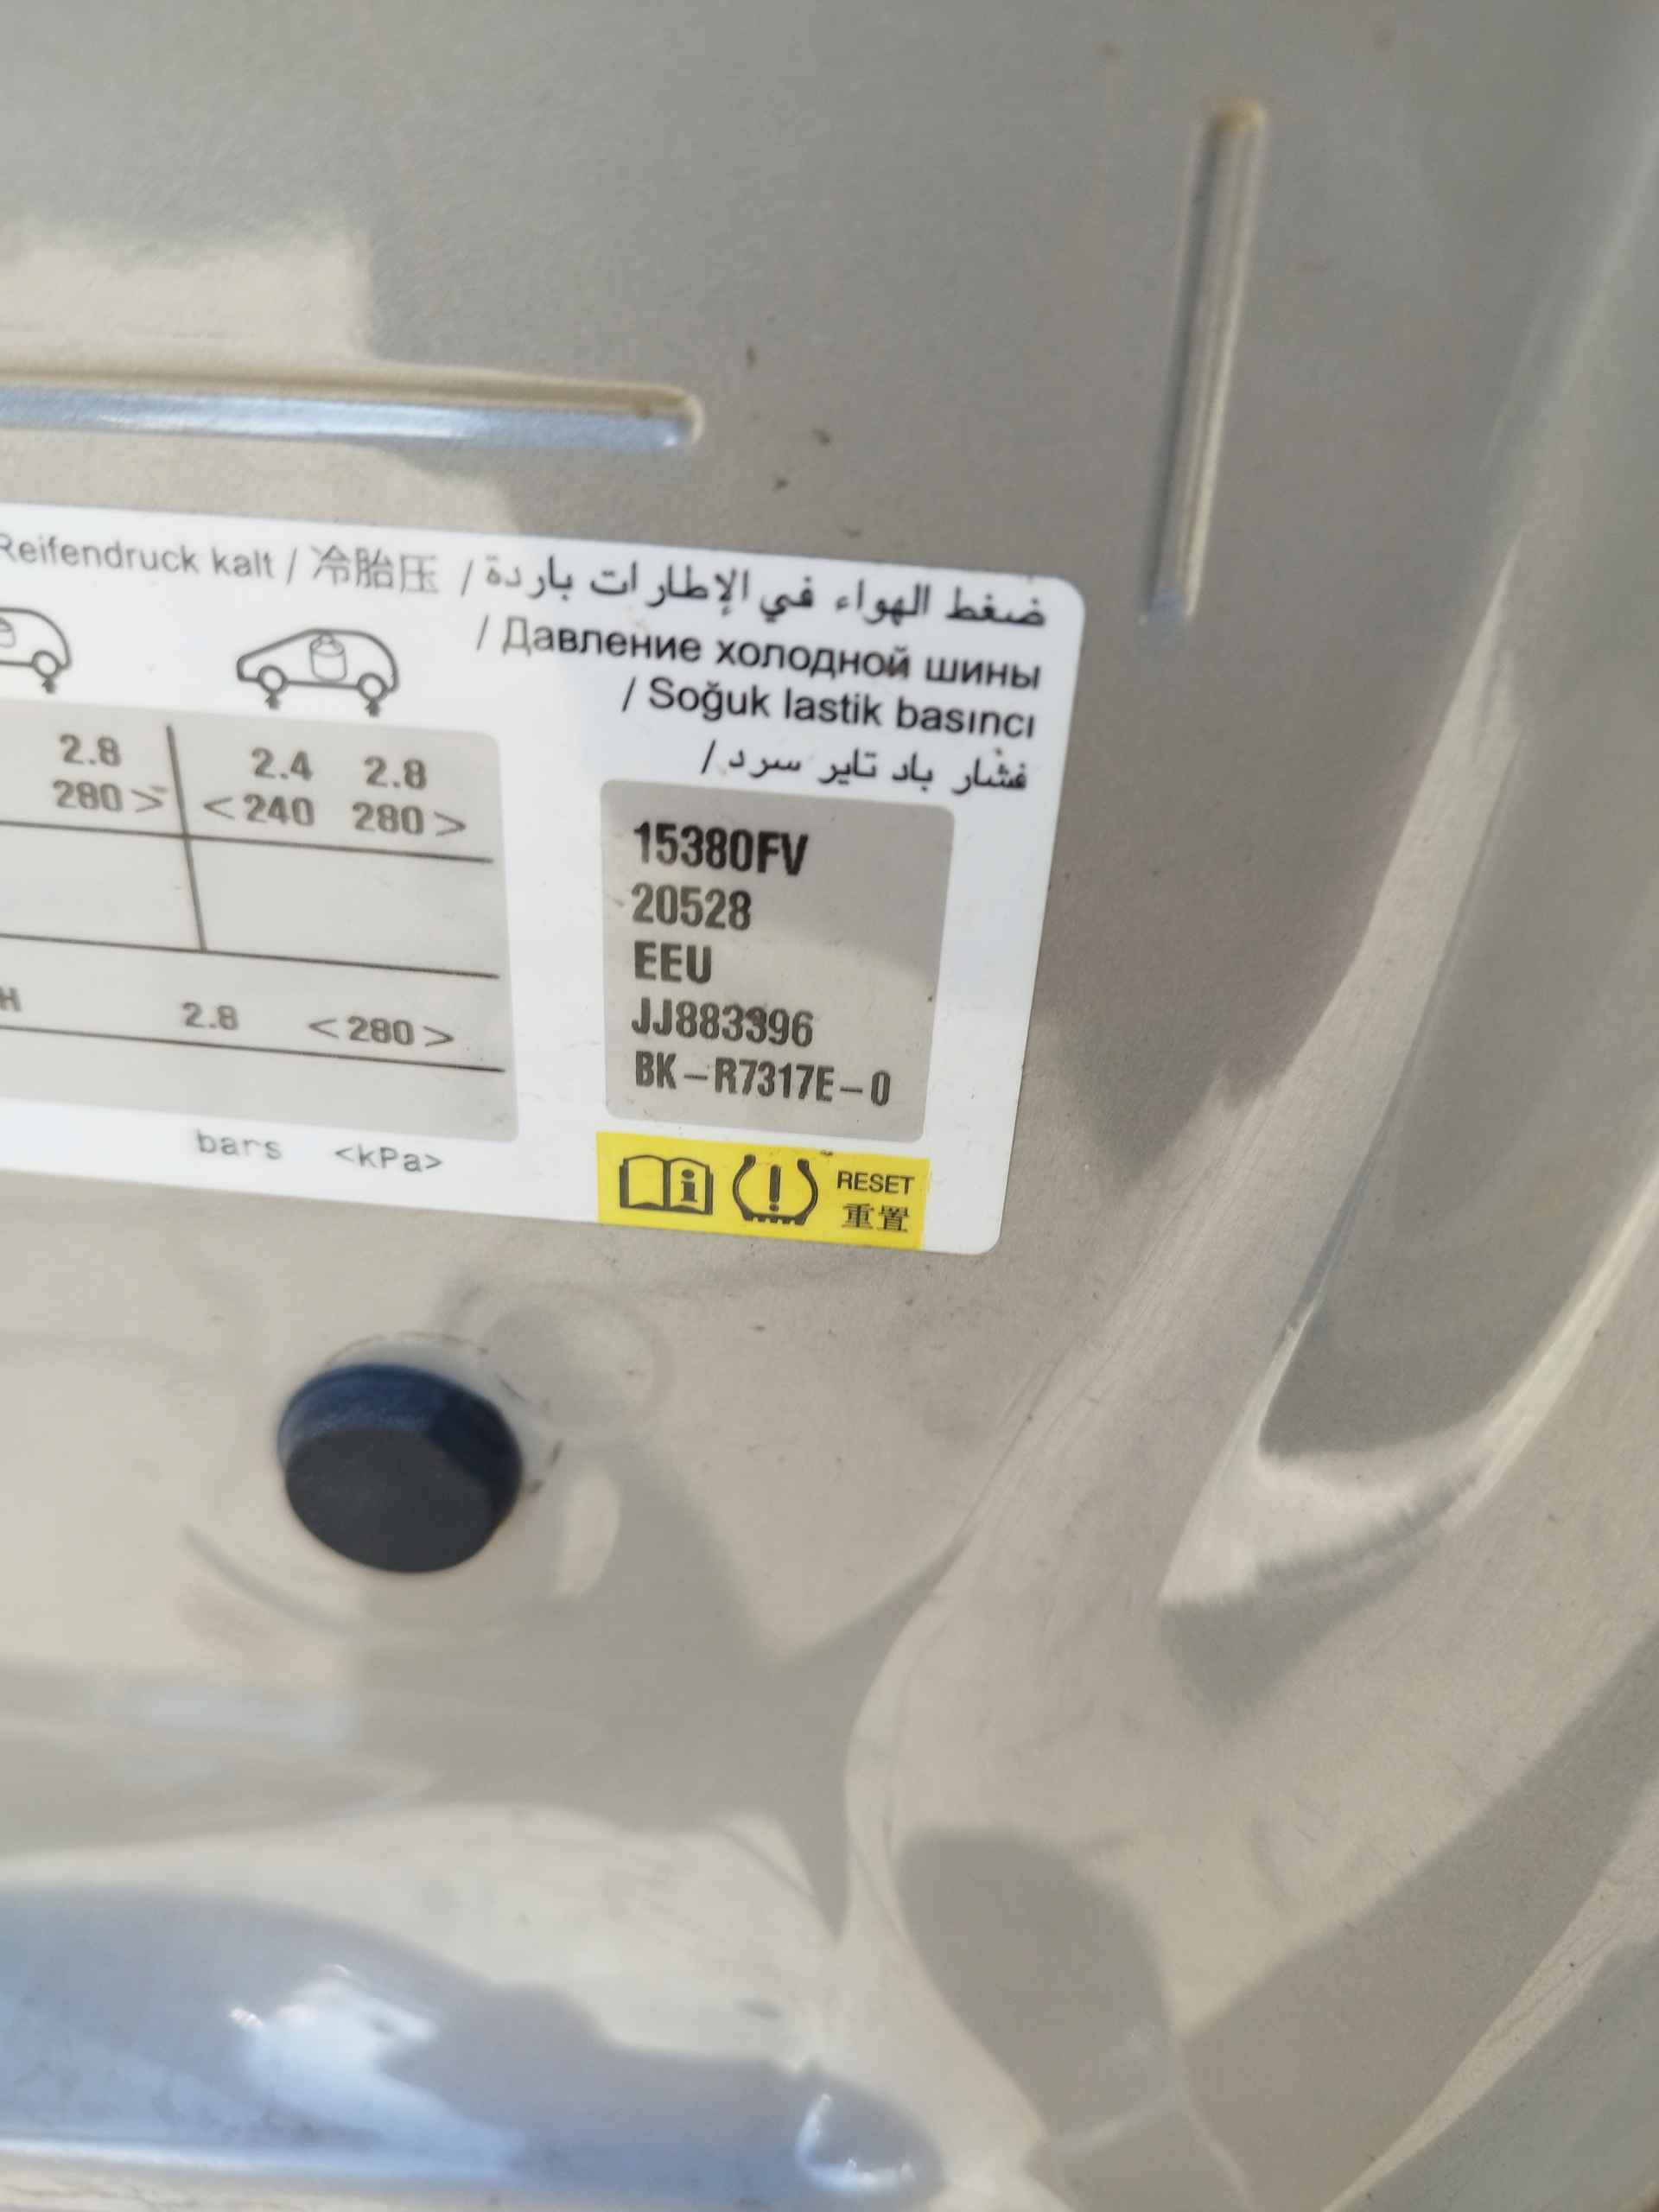 Reifendruck kalt / 冷胎压 / ضغط الهواء في الإطارات باردة
/ Давление холодной шины
/ Soğuk lastik basıncı
فشار باد تایر سرد /
2.8 2.4 2.8
280> <240 280>
H 2.8 <280>
bars <kPa>
15380FV
20528
EEU
JJ883396
BK-R7317E-0
RESET
重置